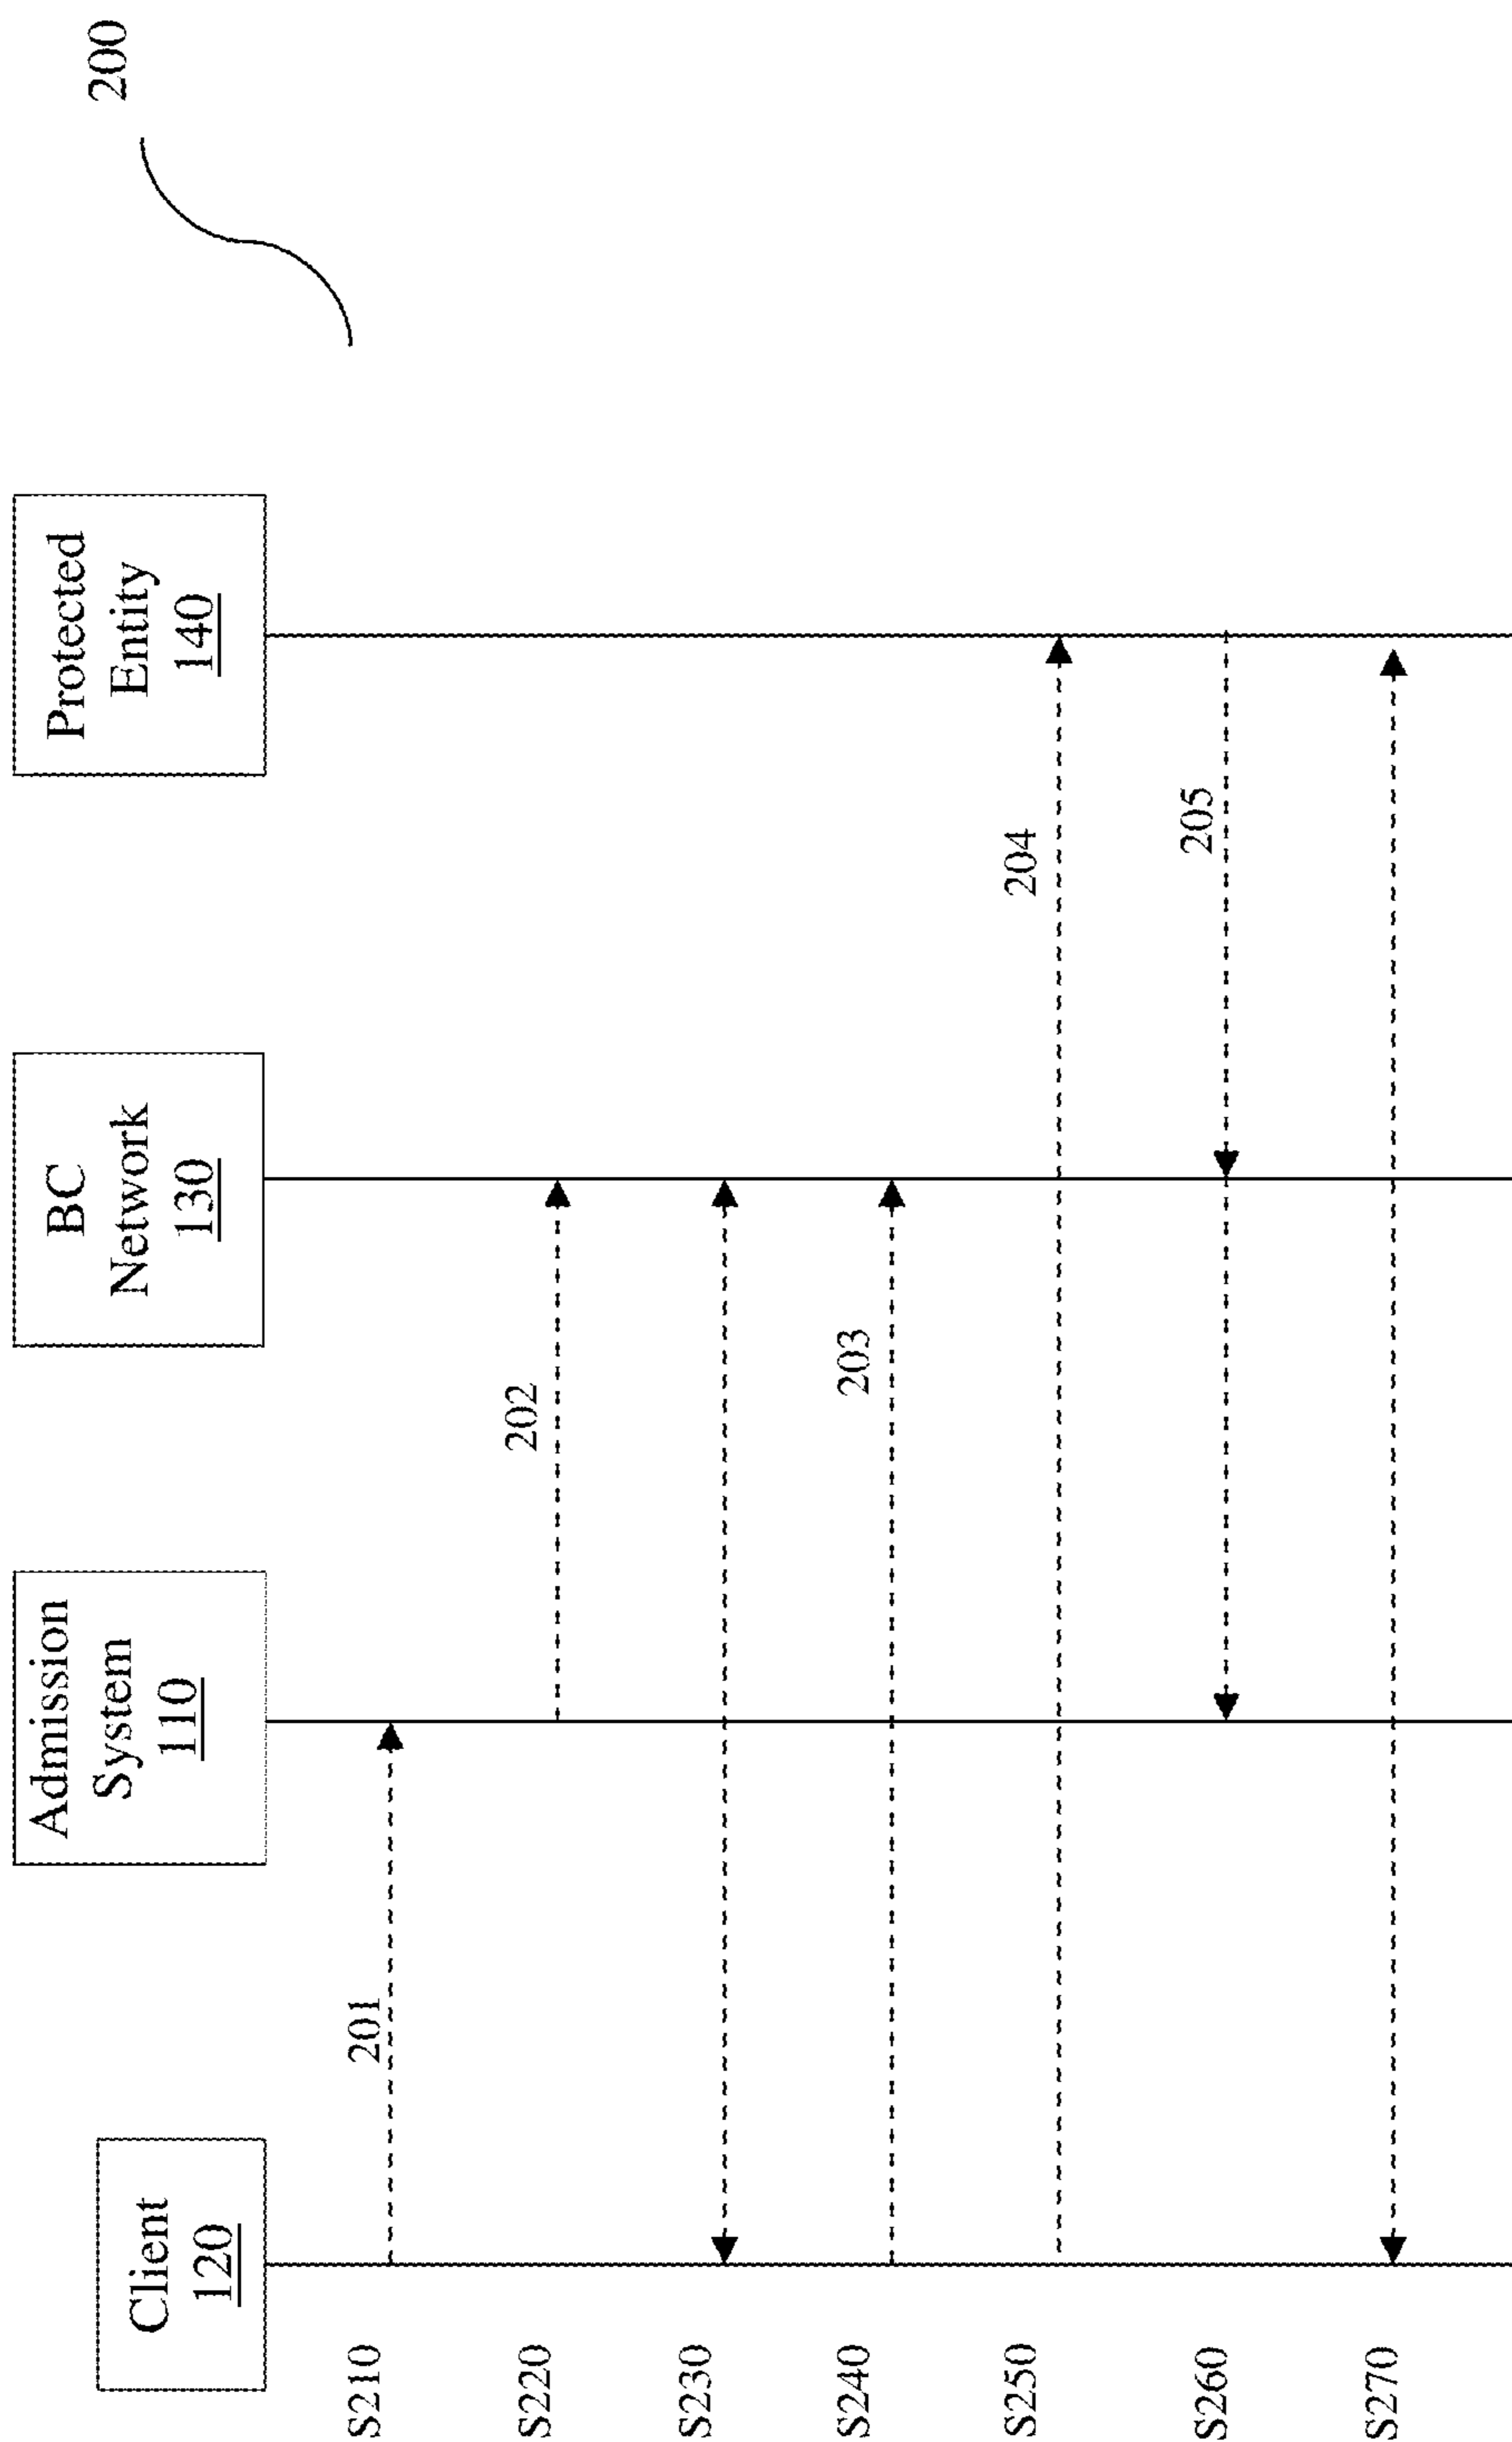 200
Client
120
Admission
System
110
BC
Network
130
Protected
Entity
140
S210
201
S220
202
S230
S240
203
S250
204
S260
205
S270